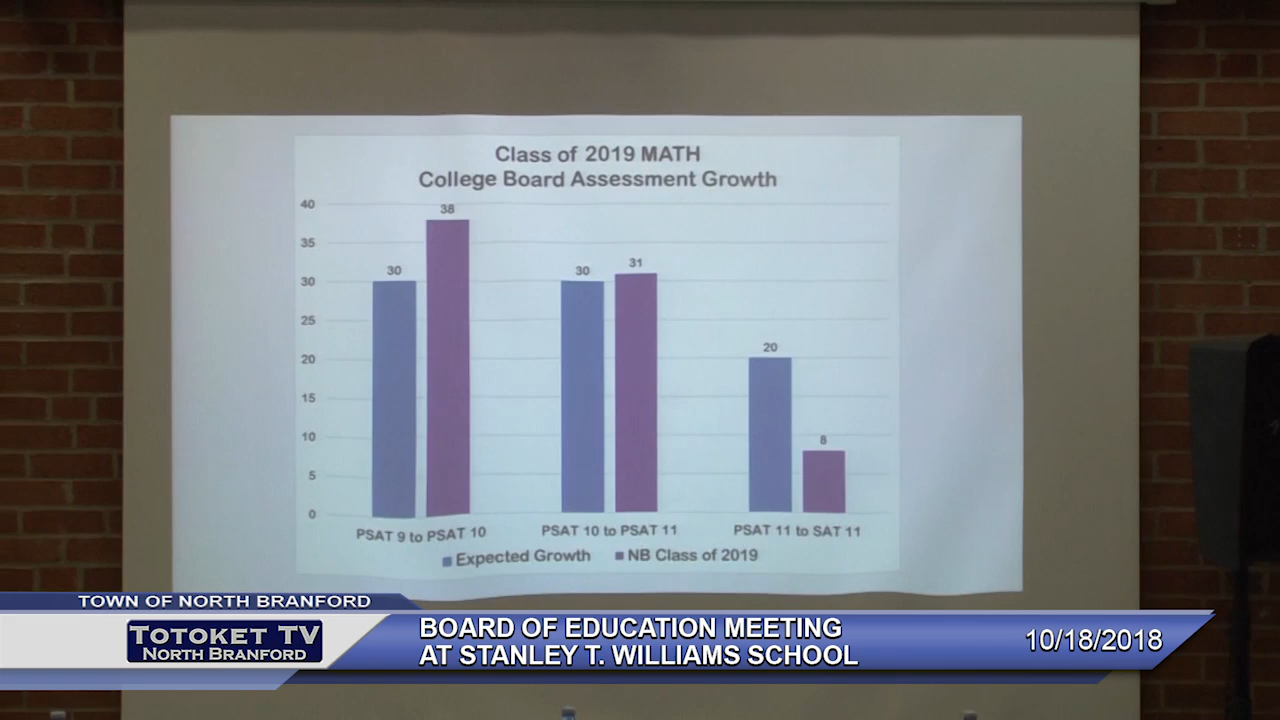 Class of 2019 MATH
College Board Assessment Growth
40
35
30
25
20
15
10
5
0
30
38
30
31
20
8
PSAT 9 to PSAT 10
PSAT 10 to PSAT 11
PSAT 11 to SAT 11
Expected Growth
NB Class of 2019
TOWN OF NORTH BRANFORD
TOTOKET TV
NORTH BRANFORD
BOARD OF EDUCATION MEETING
AT STANLEY T. WILLIAMS SCHOOL
10/18/2018